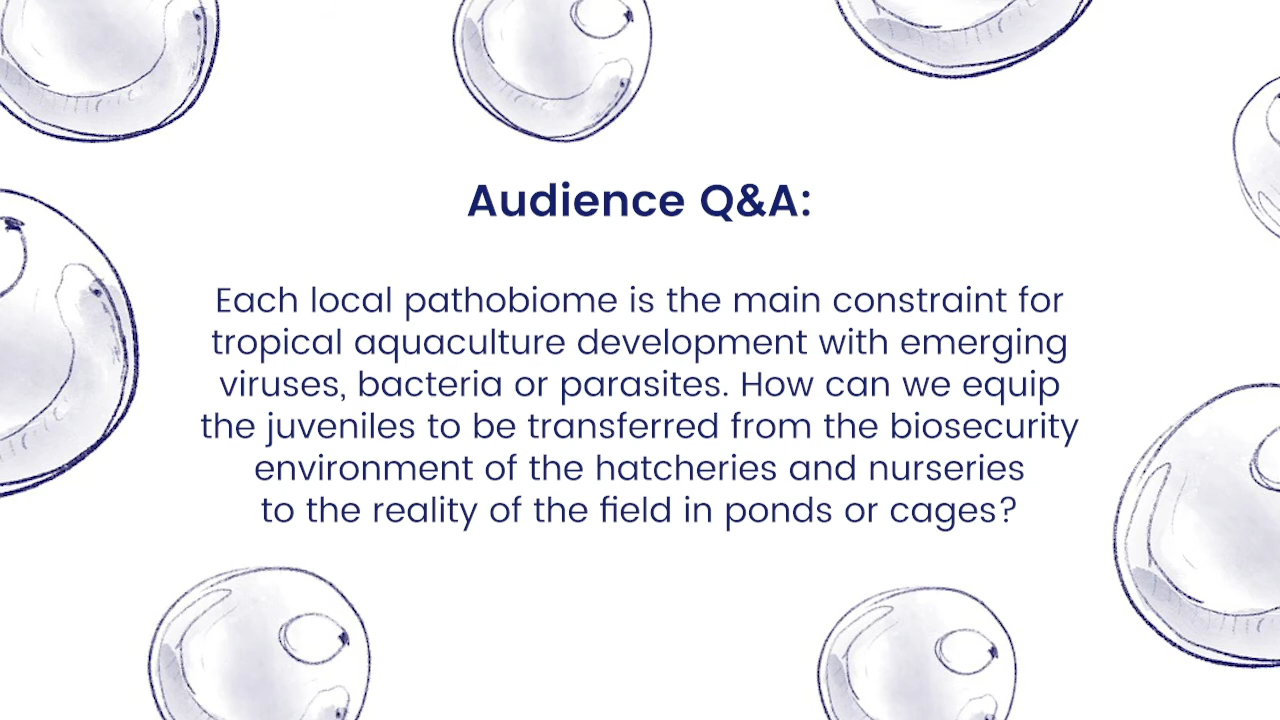 Audience Q&A:
Each local pathobiome is the main constraint for
tropical aquaculture development with emerging
viruses, bacteria or parasites. How can we equip
the juveniles to be transferred from the biosecurity
environment of the hatcheries and nurseries
to the reality of the field in ponds or cages?